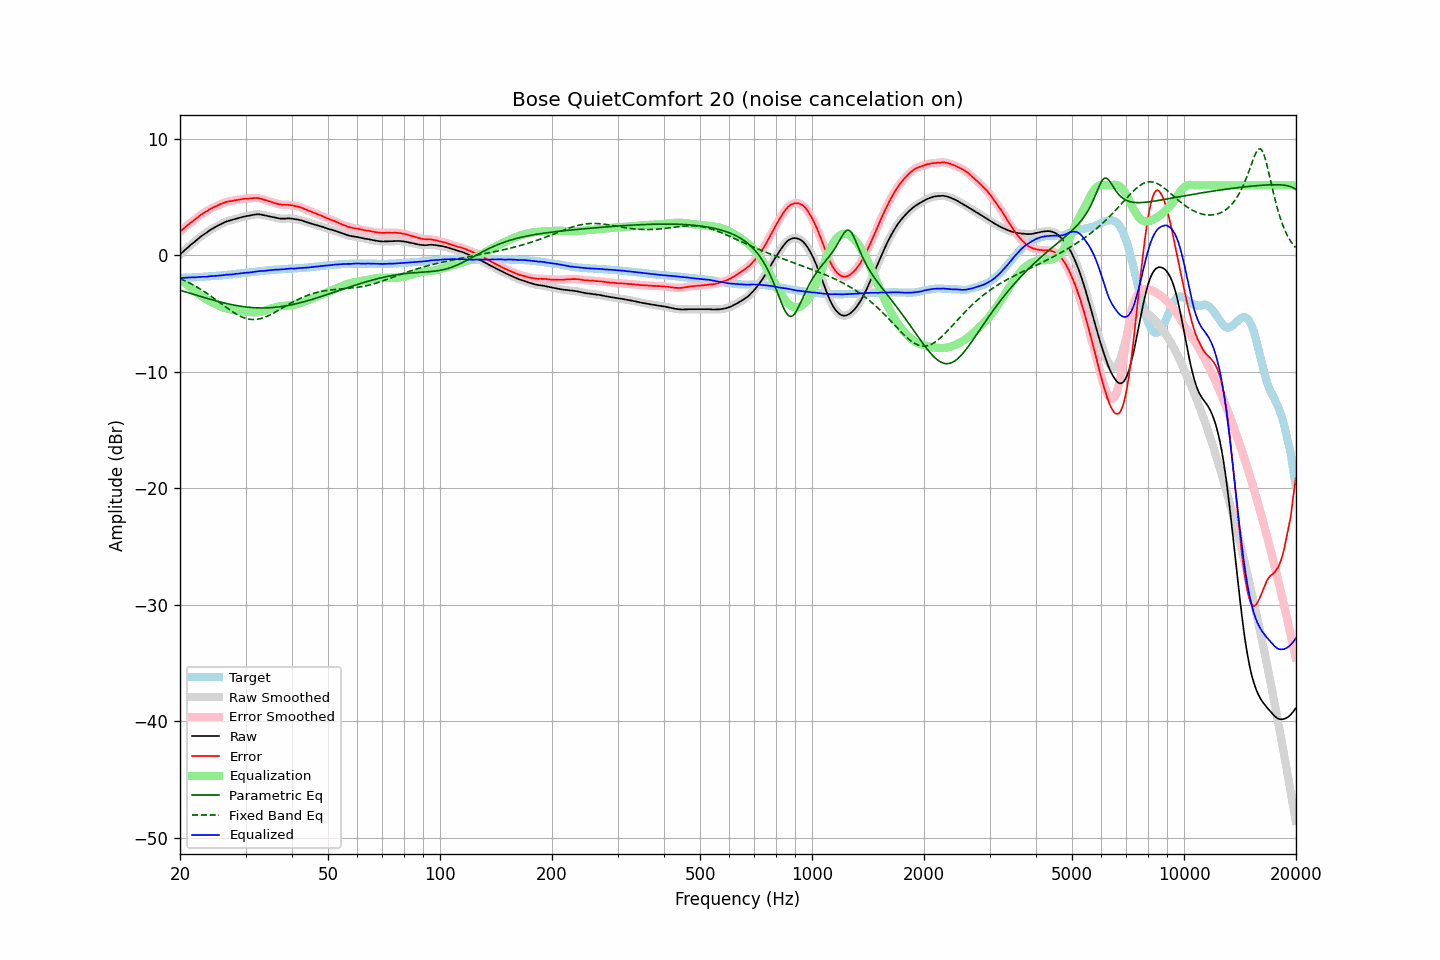 Bose QuietComfort 20 (noise cancelation on)
10
0
−10
−20
−30
−40
−50
Amplitude (dBr)
Target
Raw Smoothed
Error Smoothed
Raw
Error
Equalization
Parametric Eq
Fixed Band Eq
Equalized
20 50 100 200 500 1000 2000 5000 10000 20000
Frequency (Hz)